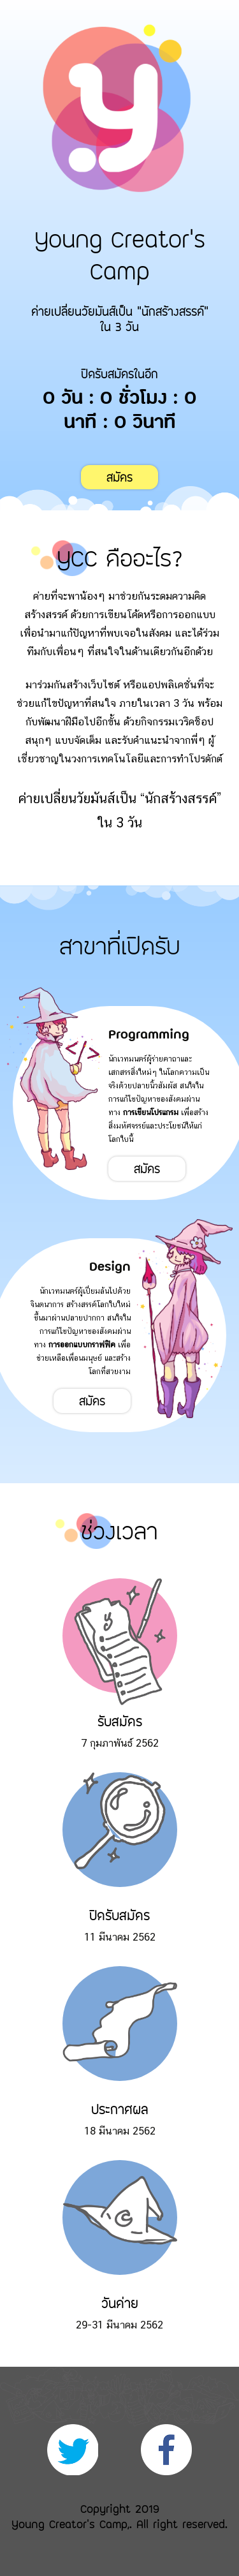 y
Young Creator's
Camp
ค่ายเปลี่ยนวัยมันส์เป็น "นักสร้างสรรค์"
ใน 3 วัน
ปิดรับสมัครในอีก
0 วัน : 0 ชั่วโมง : 0
นาที : 0 วินาที
สมัคร
YCC คืออะไร?
ค่ายที่จะพาน้องๆ มาช่วยกันระดมความคิด
สร้างสรรค์ ด้วยการเขียนโค้ดหรือการออกแบบ
เพื่อนำมาแก้ปัญหาที่พบเจอในสังคม และได้ร่วม
ทีมกับเพื่อนๆ ที่สนใจในด้านเดียวกันอีกด้วย
มาร่วมกันสร้างเว็บไซต์ หรือแอปพลิเคชั่นที่จะ
ช่วยแก้ไขปัญหาที่สนใจ ภายในเวลา 3 วัน พร้อม
กับพัฒนาฝีมือไปอีกขั้น ด้วยกิจกรรมเวริคช็อป
สนุกๆ แบบจัดเต็ม และรับคำแนะนำจากพี่ๆ ผู้
เชี่ยวชาญในวงการเทคโนโลยีและการทำโปรดักต์
ค่ายเปลี่ยนวัยมันส์เป็น “นักสร้างสรรค์”
ใน 3 วัน
สาขาที่เปิดรับ
</>
Programming
นักเวทมนตร์ผู้ร่ายคาถาและ
เสกสรรสิ่งใหม่ๆ ในโลกความเป็น
จริงด้วยปลายนิ้วสัมผัส สนใจใน
การแก้ไขปัญหาของสังคมผ่าน
ทาง การเขียนโปรแกรม เพื่อสร้าง
สิ่งมหัศจรรย์และประโยชน์ให้แก่
โลกใบนี้
สมัคร
Design
นักเวทมนตร์ผู้เปี่ยมล้นไปด้วย
จินตนาการ สร้างสรรค์โลกใบใหม่
ขึ้นมาผ่านปลายปากกา สนใจใน
การแก้ไขปัญหาของสังคมผ่าน
ทาง การออกแบบกราฟฟิค เพื่อ
ช่วยเหลือเพื่อนมนุษย์ และสร้าง
โลกที่สวยงาม
สมัคร
ช่วงเวลา
รับสมัคร
7 กุมภาพันธ์ 2562
ปิดรับสมัคร
11 มีนาคม 2562
ประกาศผล
18 มีนาคม 2562
วันค่าย
29-31 มีนาคม 2562
Copyright 2019
Young Creator's Camp,. All right reserved.